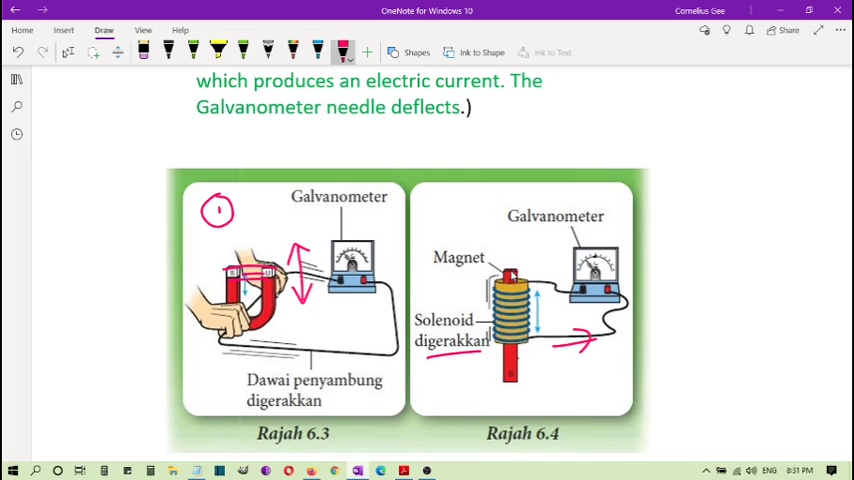 OneNote for Windows 10
Cornelius Gee
Home
Insert
Draw
View
Help
Share
Shapes
Ink to Shape
Ink to Text
which produces an electric current. The
Galvanometer needle deflects.)
1
Galvanometer
S
U
Dawai penyambung
digerakkan
Rajah 6.3
Galvanometer
Magnet
Solenoid
digerakkan
S
Rajah 6.4
ENG
8:31 PM